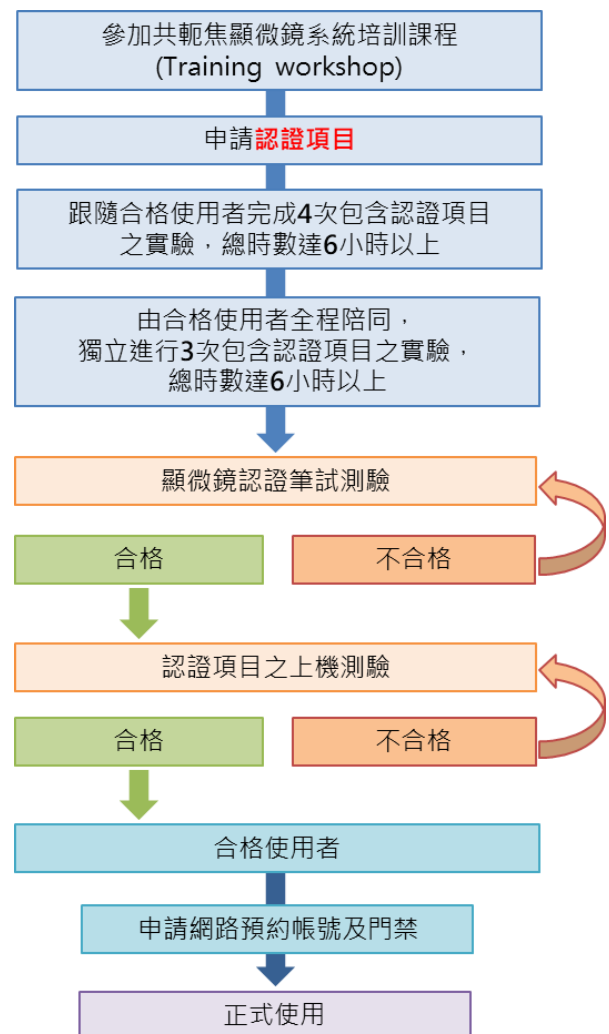 參加共軛焦顯微鏡系統培訓課程
(Training workshop)
申請認證項目
跟隨合格使用者完成4次包含認證項目
之實驗，總時數達6小時以上
由合格使用者全程陪同，
獨立進行3次包含認證項目之實驗，
總時數達6小時以上
顯微鏡認證筆試測驗
合格
不合格
認證項目之上機測驗
合格
不合格
合格使用者
申請網路預約帳號及門禁
正式使用